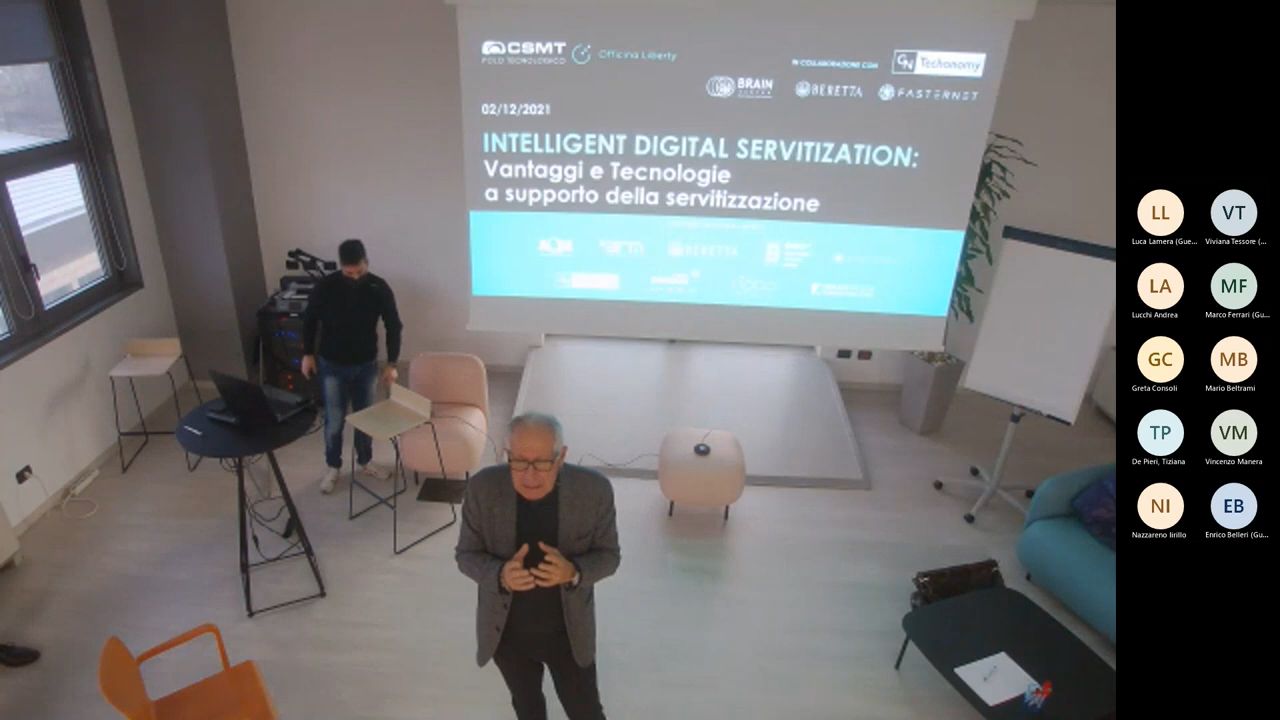 CSMT
POLO TECNOLOGICO
Officina Liberty
IN COLLABORAZIONE CON
GN Techonomy
BRAIN
BERETTA
FASTERNET
02/12/2021
INTELLIGENT DIGITAL SERVITIZATION:
Vantaggi e Tecnologie
a supporto della servitizzazione
BERETTA
LL
VT
Luca Lamera (Gue...
Viviana Tessore (...
LA
MF
Lucchi Andrea
Marco Ferrari (Gu...
GC
MB
Greta Consoli
Mario Beltrami
TP
VM
De Pieri, Tiziana
Vincenzo Manera
NI
EB
Nazzareno Iirillo
Enrico Belleri (Gu...